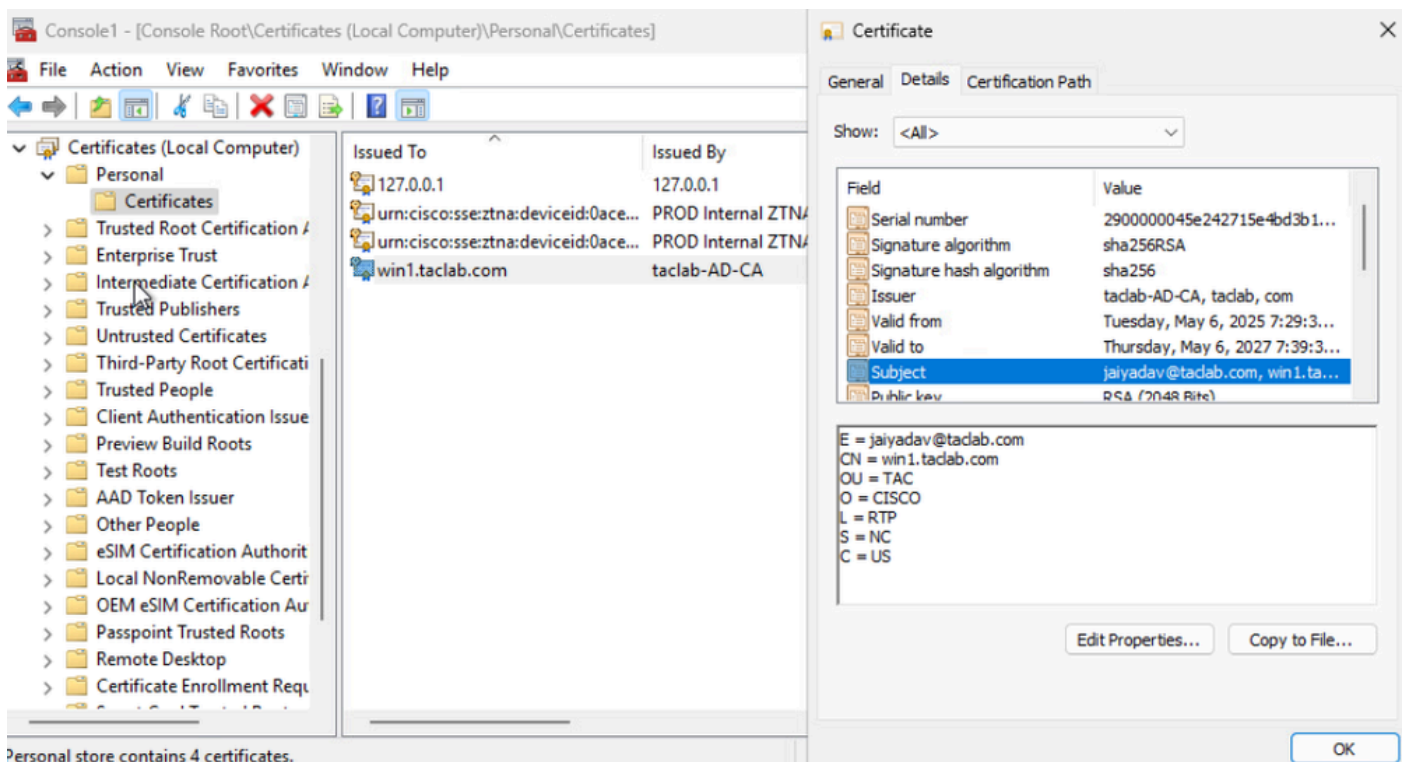 Console1 - [Console Root\Certificates (Local Computer)\Personal\Certificates]
File Action View Favorites Window Help
Certificates (Local Computer)
Personal
Certificates
Trusted Root Certification A
Enterprise Trust
Intermediate Certification A
Trusted Publishers
Untrusted Certificates
Third-Party Root Certificati
Trusted People
Client Authentication Issue
Preview Build Roots
Test Roots
AAD Token Issuer
Other People
eSIM Certification Authorit
Local NonRemovable Certi
OEM eSIM Certification Au
Passpoint Trusted Roots
Remote Desktop
Certificate Enrollment Requ
Issued To Issued By
127.0.0.1 127.0.0.1
urn:cisco:sse:ztna:deviceid:0ace... PROD Internal ZTNA
urn:cisco:sse:ztna:deviceid:0ace... PROD Internal ZTNA
win1.taclab.com taclab-AD-CA
Personal store contains 4 certificates.
Certificate
General Details Certification Path
Show: <All>
Field Value
Serial number 2900000045e242715e4bd3b1...
Signature algorithm sha256RSA
Signature hash algorithm sha256
Issuer taclab-AD-CA, taclab, com
Valid from Tuesday, May 6, 2025 7:29:3...
Valid to Thursday, May 6, 2027 7:39:3...
Subject jaiyadav@taclab.com, win1.ta...
Public key RSA (2048 Bits)
E = jaiyadav@taclab.com
CN = win1.taclab.com
OU = TAC
O = CISCO
L = RTP
S = NC
C = US
Edit Properties... Copy to File...
OK